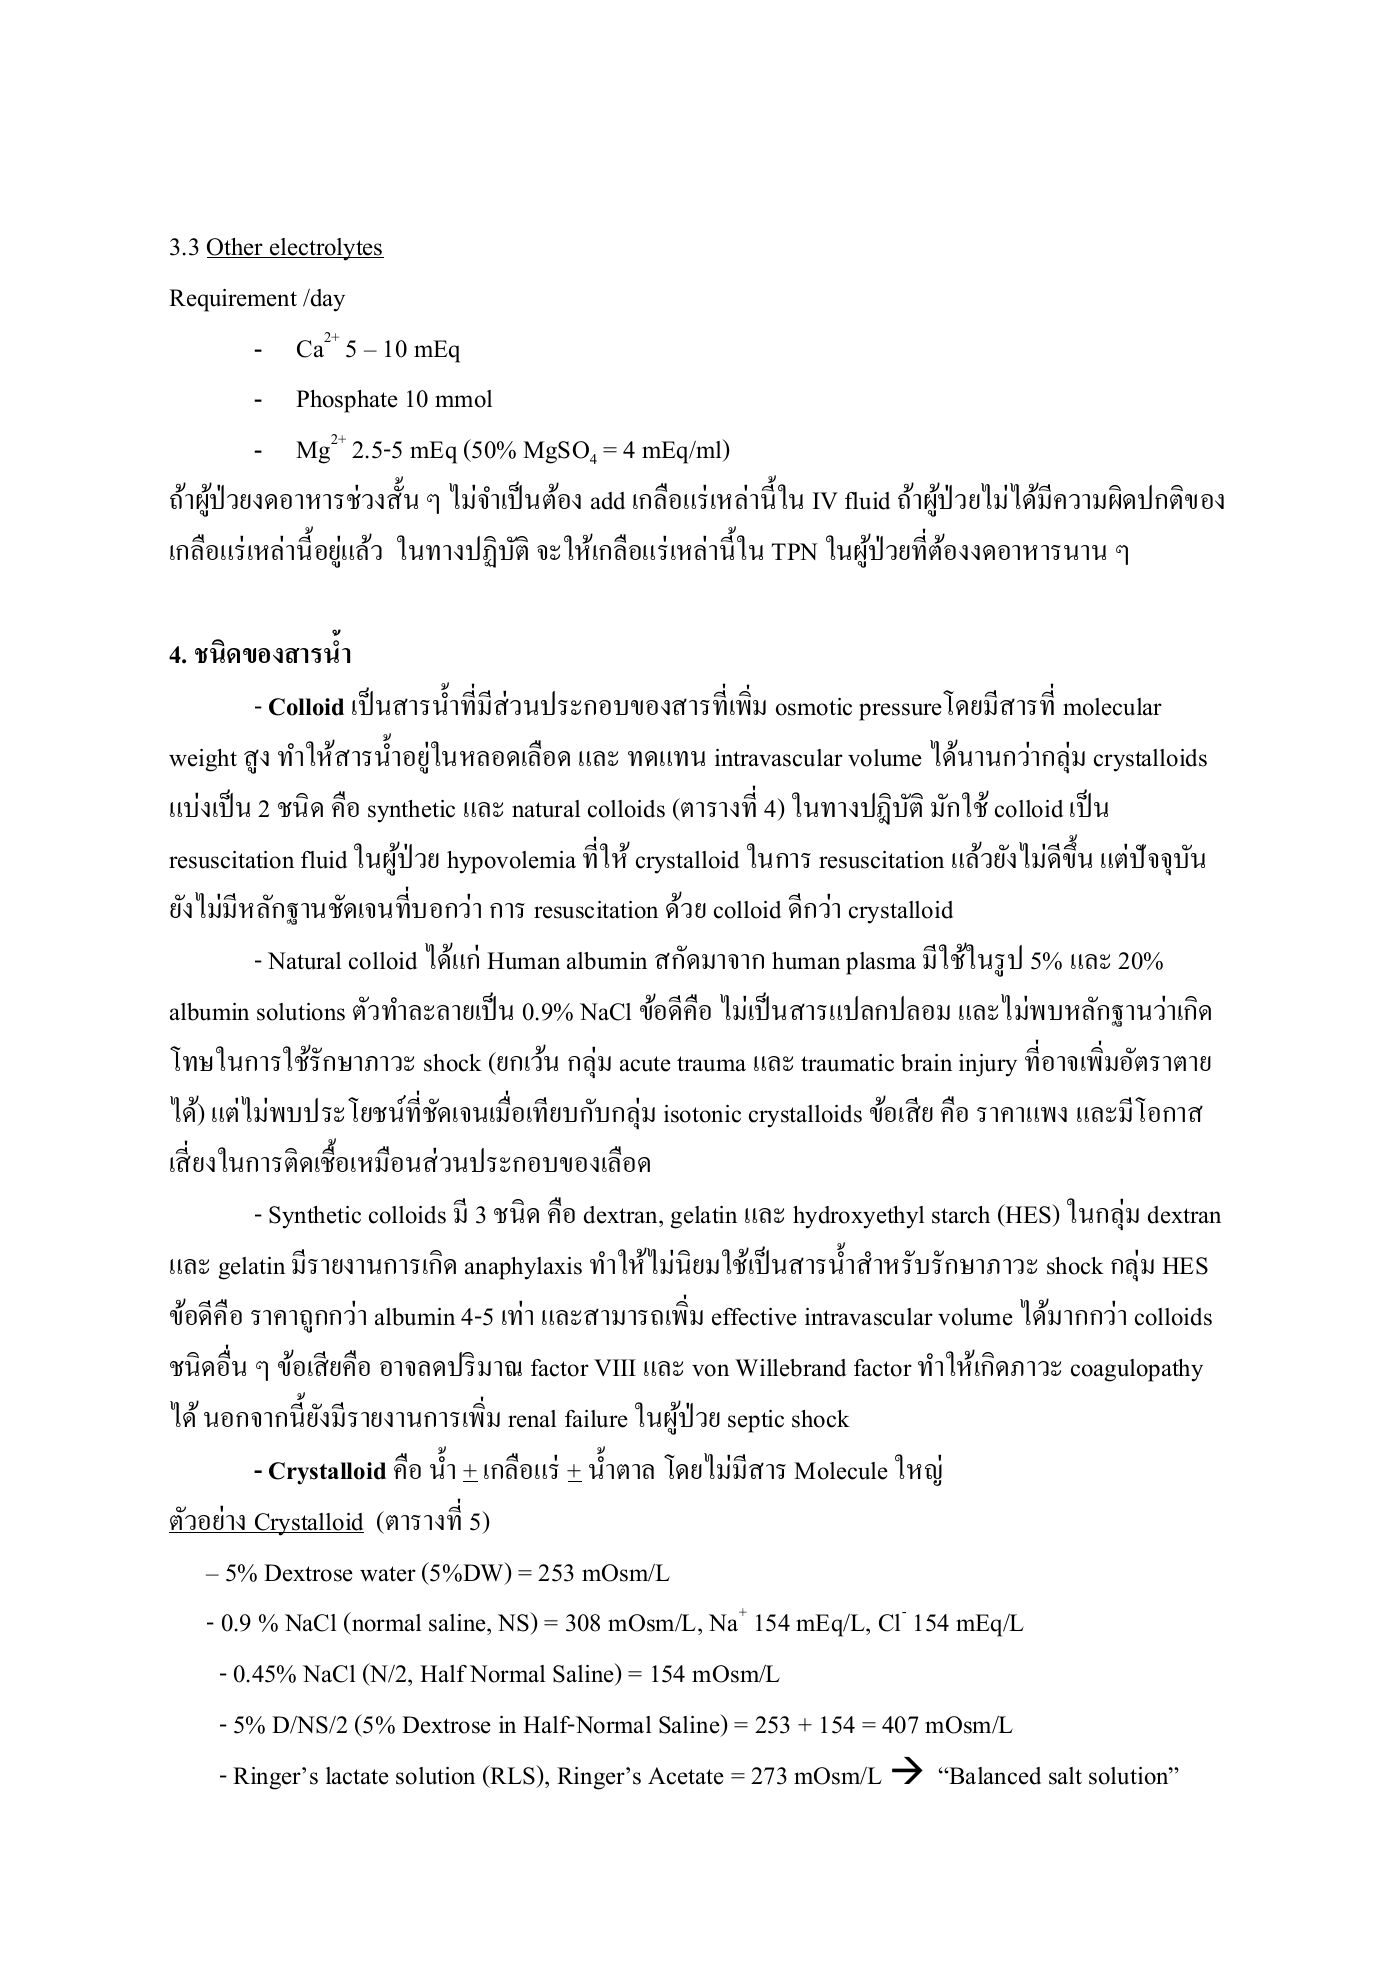 3.3 Other electrolytes
Requirement /day
- Ca2+ 5 – 10 mEq
- Phosphate 10 mmol
- Mg2+ 2.5-5 mEq (50% MgSO4 = 4 mEq/ml)
ถ้าผู้ป่วยงดอาหารช่วงสั้น ๆ ไม่จำเป็นต้อง add เกลือแร่เหล่านี้ใน IV fluid ถ้าผู้ป่วยไม่ได้มีความผิดปกติของ
เกลือแร่เหล่านี้อยู่แล้ว ในทางปฏิบัติ จะให้เกลือแร่เหล่านี้ใน TPN ในผู้ป่วยที่ต้องงดอาหารนาน ๆ
4. ชนิดของสารน้ำ
- Colloid เป็นสารน้ำที่มีส่วนประกอบของสารที่เพิ่ม osmotic pressureโดยมีสารที่ molecular
weight สูง ทำให้สารน้ำอยู่ในหลอดเลือด และ ทดแทน intravascular volume ได้นานกว่ากลุ่ม crystalloids
แบ่งเป็น 2 ชนิด คือ synthetic และ natural colloids (ตารางที่ 4) ในทางปฎิบัติ มักใช้ colloid เป็น
resuscitation fluid ในผู้ป่วย hypovolemia ที่ให้ crystalloid ในการ resuscitation แล้วยังไม่ดีขึ้น แต่ปัจจุบัน
ยังไม่มีหลักฐานชัดเจนที่บอกว่า การ resuscitation ด้วย colloid ดีกว่า crystalloid
- Natural colloid ได้แก่ Human albumin สกัดมาจาก human plasma มีใช้ในรูป 5% และ 20%
albumin solutions ตัวทำละลายเป็น 0.9% NaCl ข้อดีคือ ไม่เป็นสารแปลกปลอม และไม่พบหลักฐานว่าเกิด
โทษในการใช้รักษาภาวะ shock (ยกเว้น กลุ่ม acute trauma และ traumatic brain injury ที่อาจเพิ่มอัตราตาย
ได้) แต่ไม่พบประโยชน์ที่ชัดเจนเมื่อเทียบกับกลุ่ม isotonic crystalloids ข้อเสีย คือ ราคาแพง และมีโอกาส
เสี่ยงในการติดเชื้อเหมือนส่วนประกอบของเลือด
- Synthetic colloids มี 3 ชนิด คือ dextran, gelatin และ hydroxyethyl starch (HES) ในกลุ่ม dextran
และ gelatin มีรายงานการเกิด anaphylaxis ทำให้ไม่นิยมใช้เป็นสารน้ำสำหรับรักษาภาวะ shock กลุ่ม HES
ข้อดีคือ ราคาถูกกว่า albumin 4-5 เท่า และสามารถเพิ่ม effective intravascular volume ได้มากกว่า colloids
ชนิดอื่น ๆ ข้อเสียคือ อาจลดปริมาณ factor VIII และ von Willebrand factor ทำให้เกิดภาวะ coagulopathy
ได้ นอกจากนี้ยังมีรายงานการเพิ่ม renal failure ในผู้ป่วย septic shock
- Crystalloid คือ น้ำ + เกลือแร่ + น้ำตาล โดยไม่มีสาร Molecule ใหญ่
ตัวอย่าง Crystalloid (ตารางที่ 5)
– 5% Dextrose water (5%DW) = 253 mOsm/L
- 0.9 % NaCl (normal saline, NS) = 308 mOsm/L, Na+ 154 mEq/L, Cl- 154 mEq/L
- 0.45% NaCl (N/2, Half Normal Saline) = 154 mOsm/L
- 5% D/NS/2 (5% Dextrose in Half-Normal Saline) = 253 + 154 = 407 mOsm/L
- Ringer’s lactate solution (RLS), Ringer’s Acetate = 273 mOsm/L → “Balanced salt solution”